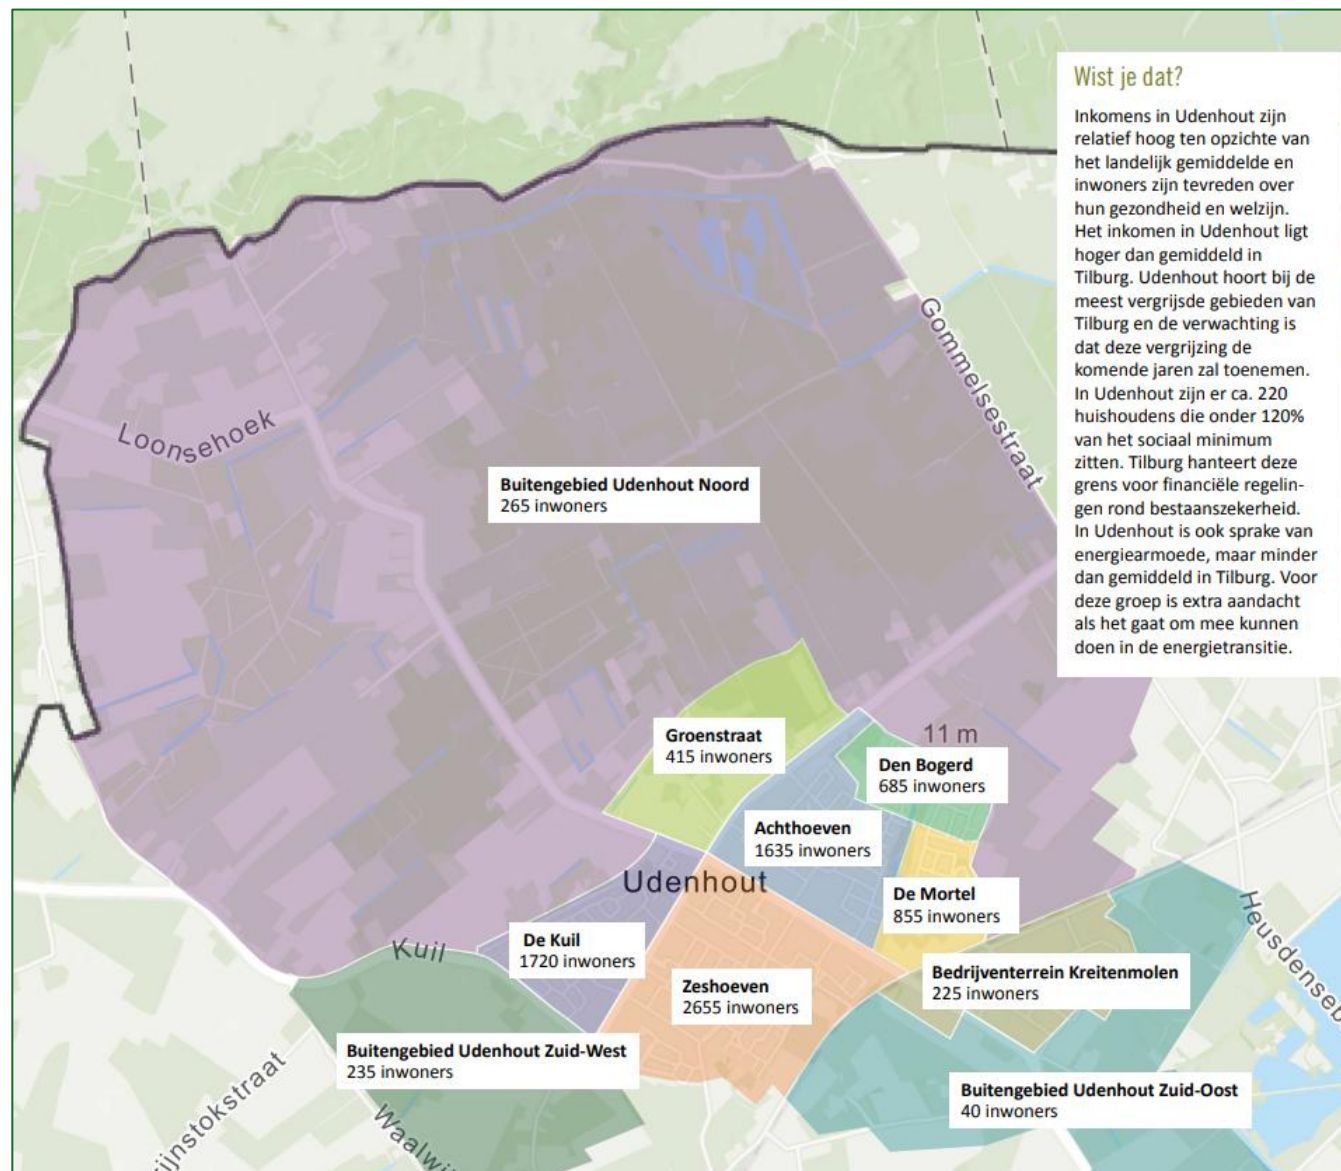 Wist je dat?
Inkomens in Udenhout zijn
relatief hoog ten opzichte van
het landelijk gemiddelde en
inwoners zijn tevreden over
hun gezondheid en welzijn.
Het inkomen in Udenhout ligt
hoger dan gemiddeld in
Tilburg. Udenhout hoort bij de
meest vergrijsde gebieden van
Tilburg en de verwachting is
dat deze vergrijzing de
komende jaren zal toenemen.
In Udenhout zijn er ca. 220
huishoudens die onder 120%
van het sociaal minimum
zitten. Tilburg hanteert deze
grens voor financiële regelin-
gen rond bestaanszekerheid.
In Udenhout is ook sprake van
energiearmoede, maar minder
dan gemiddeld in Tilburg. Voor
deze groep is extra aandacht
als het gaat om mee kunnen
doen in de energietransitie.
Gommelsestraat
Loonsehoek
Buitengebied Udenhout Noord
265 inwoners
Groenstraat
415 inwoners
11 m
Den Bogerd
685 inwoners
Achthoeven
1635 inwoners
Udenhout
De Mortel
855 inwoners
Kuil
De Kuil
1720 inwoners
Heusdenseb
Zeshoeven
2655 inwoners
Bedrijventerrein Kreitenmolen
225 inwoners
Buitengebied Udenhout Zuid-West
235 inwoners
Buitengebied Udenhout Zuid-Oost
40 inwoners
rijnstokstraat
Waalwij